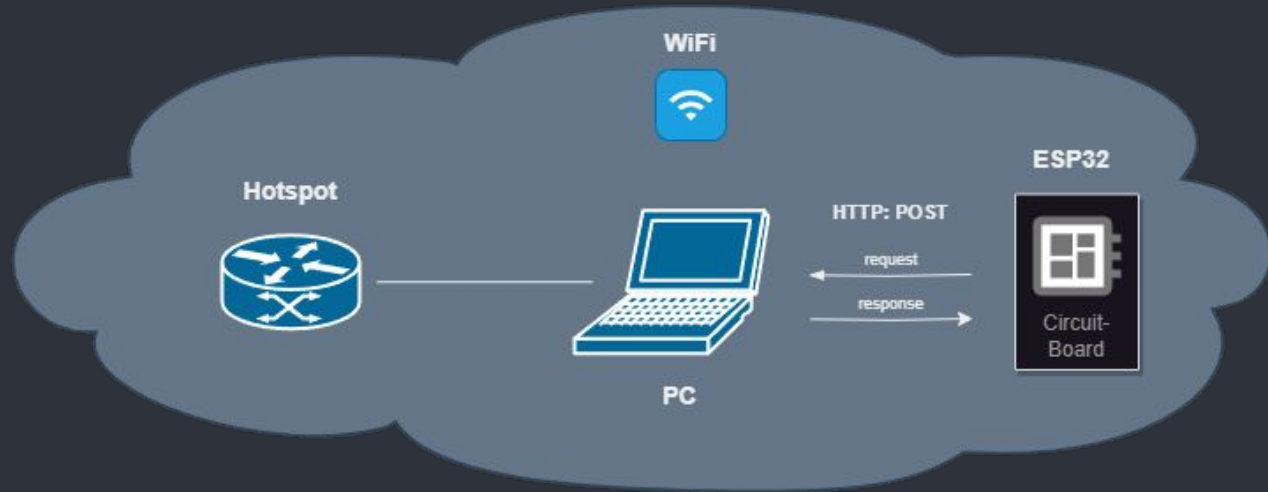 WiFi
ESP32
Hotspot
HTTP: POST
request
response
Circuit-
Board
PC